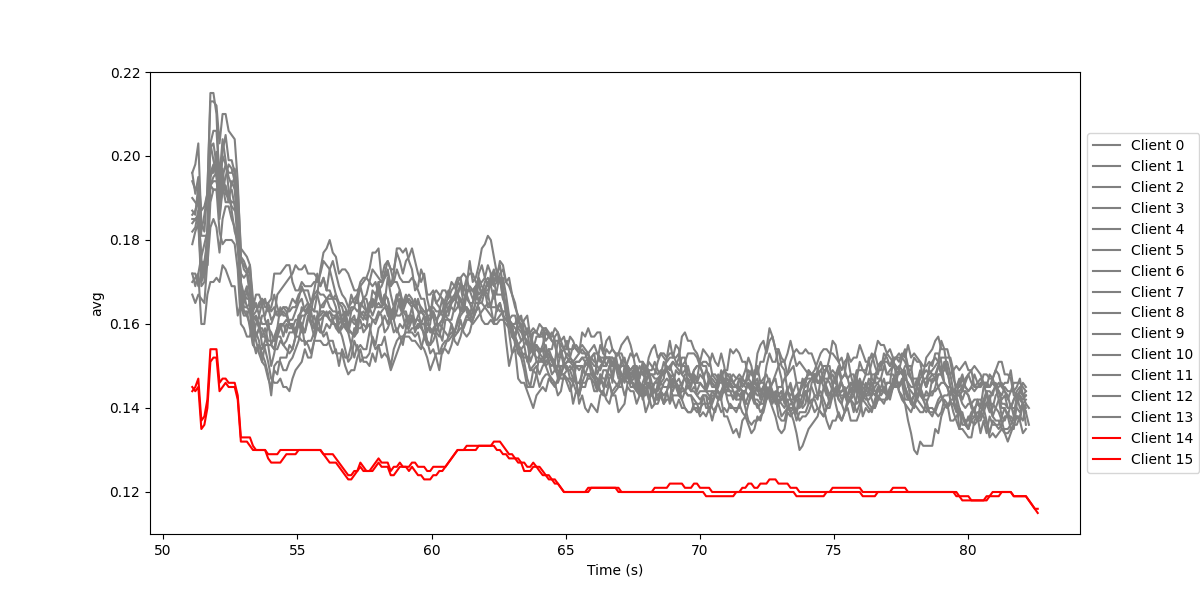 0.22
0.20
0.18
0.16
0.14
0.12
avg
50
55
60
65
70
75
80
Time (s)
Client 0
Client 1
Client 2
Client 3
Client 4
Client 5
Client 6
Client 7
Client 8
Client 9
Client 10
Client 11
Client 12
Client 13
Client 14
Client 15